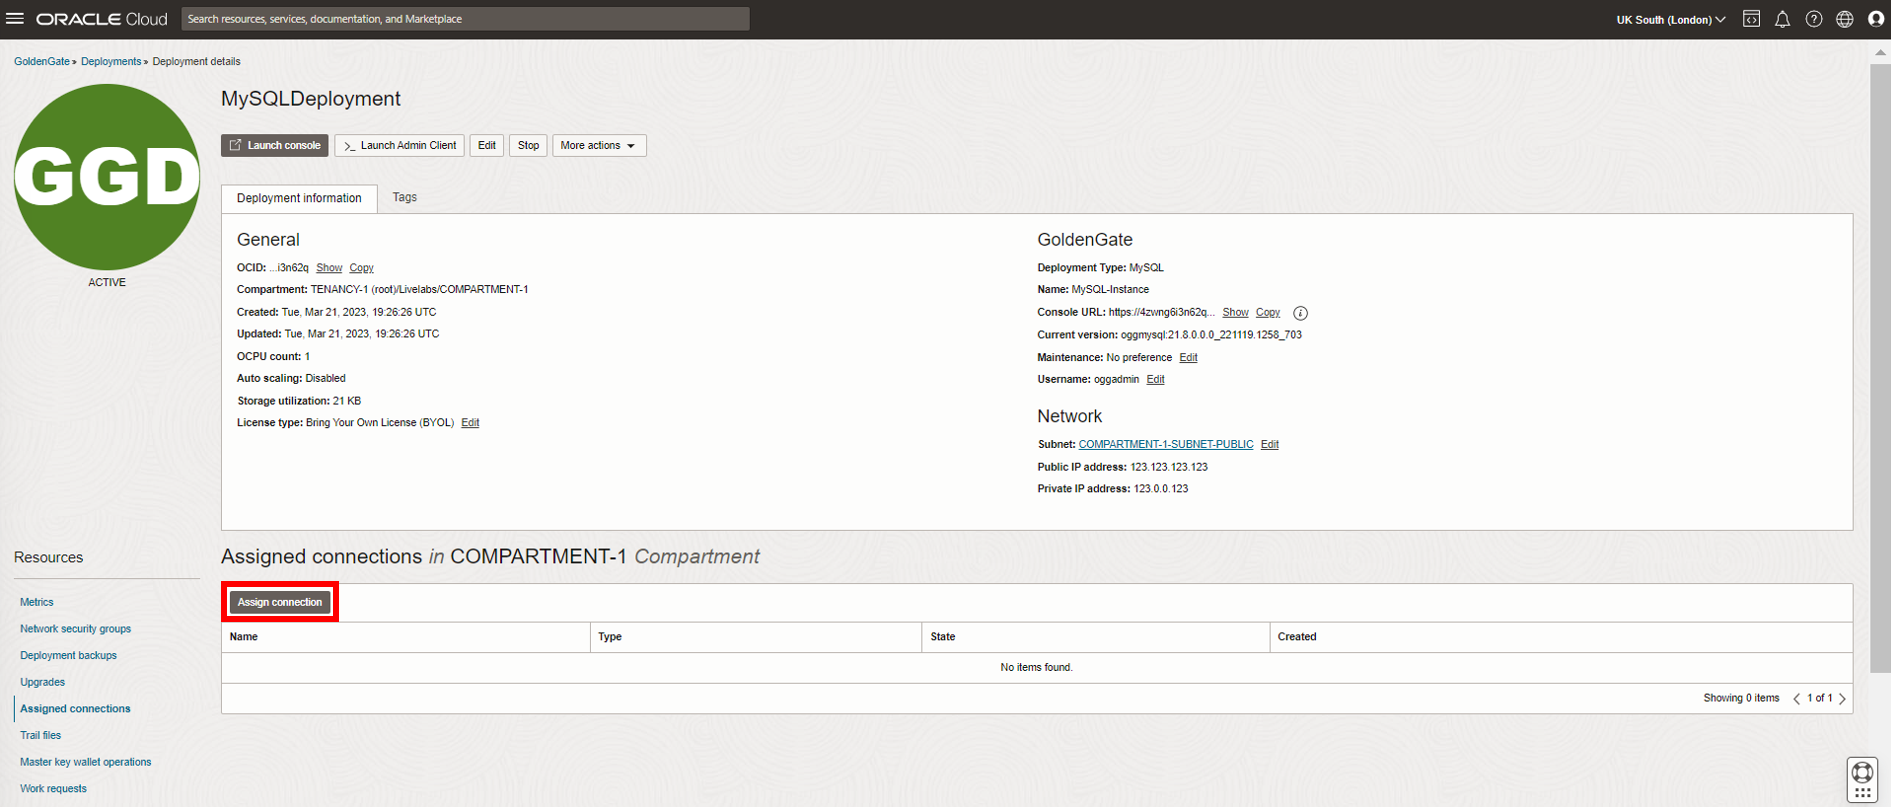 ORACLE Cloud
Search resources, services, documentation, and Marketplace
UK South (London)
GoldenGate » Deployments » Deployment details
GGD
ACTIVE
MySQLDeployment
Launch console
>_ Launch Admin Client
Edit
Stop
More actions
Deployment information
Tags
General
OCID: ...i3n62q Show Copy
Compartment: TENANCY-1 (root)/Livelabs/COMPARTMENT-1
Created: Tue, Mar 21, 2023, 19:26:26 UTC
Updated: Tue, Mar 21, 2023, 19:26:26 UTC
OCPU count: 1
Auto scaling: Disabled
Storage utilization: 21 KB
License type: Bring Your Own License (BYOL) Edit
GoldenGate
Deployment Type: MySQL
Name: MySQL-Instance
Console URL: https://4zwng6i3n62q... Show Copy
Current version: oggmysql:21.8.0.0.0_221119.1258_703
Maintenance: No preference Edit
Username: oggadmin Edit
Network
Subnet: COMPARTMENT-1-SUBNET-PUBLIC Edit
Public IP address: 123.123.123.123
Private IP address: 123.0.0.123
Resources
Metrics
Network security groups
Deployment backups
Upgrades
Assigned connections
Trail files
Master key wallet operations
Work requests
Assigned connections in COMPARTMENT-1 Compartment
Assign connection
Name Type State Created
No items found.
Showing 0 items < 1 of 1 >